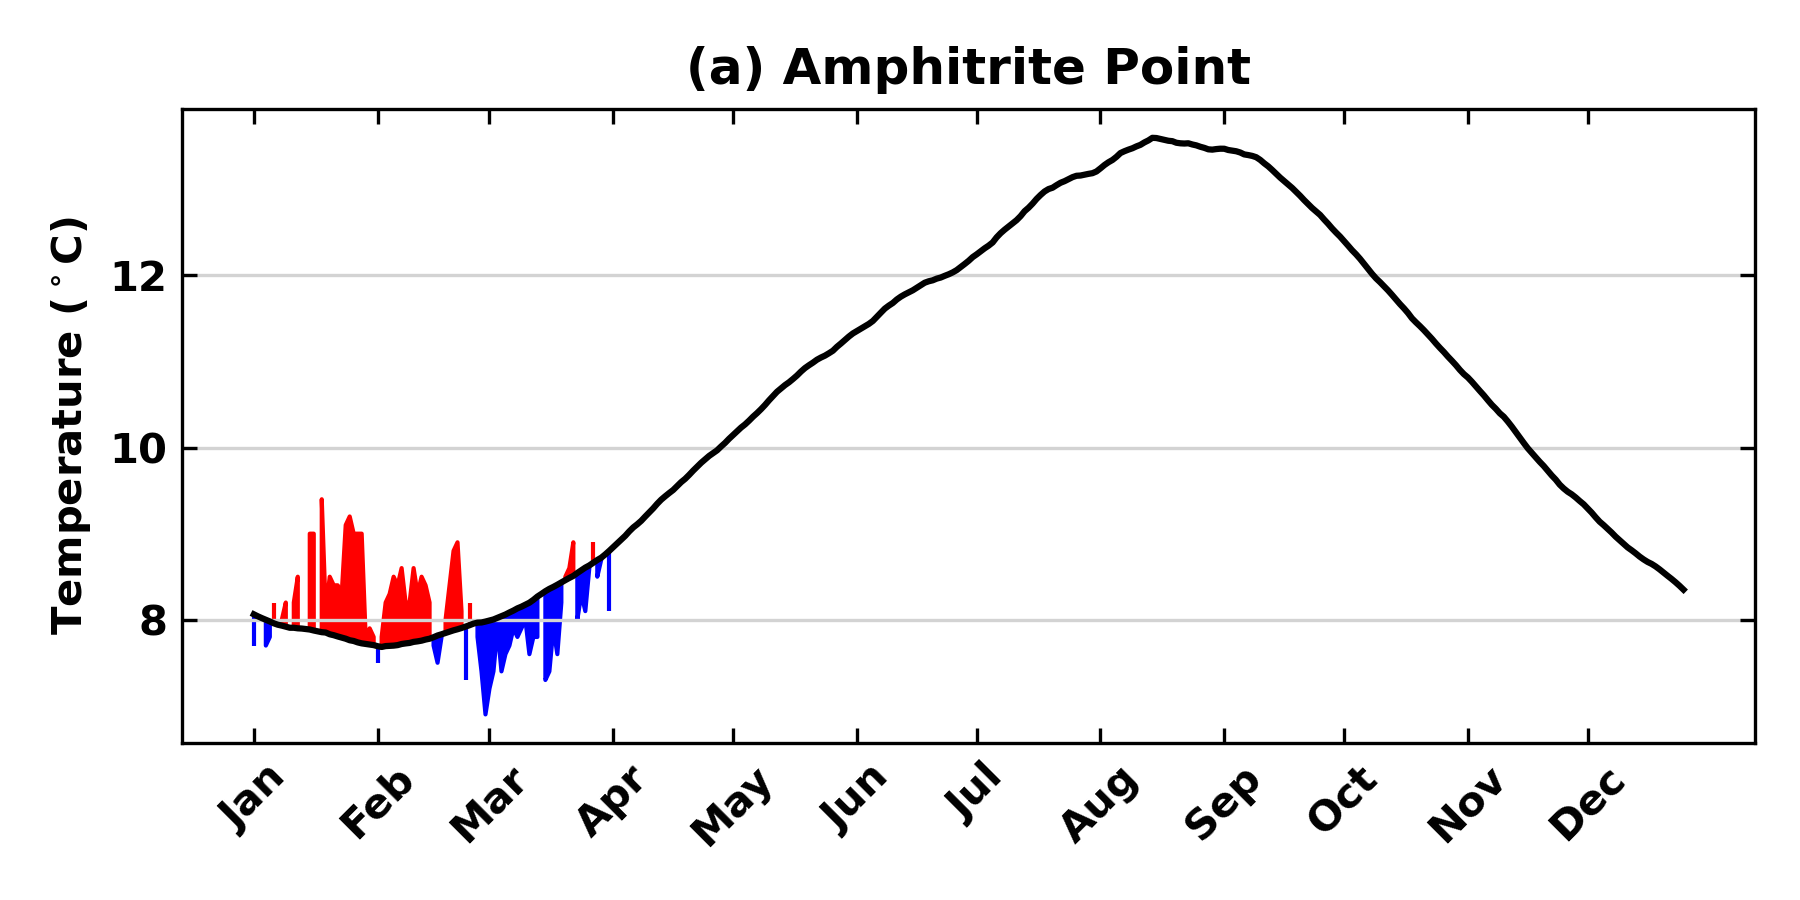 (a) Amphitrite Point
Temperature (°C)
12
10
8
Jan Feb Mar Apr May Jun Jul Aug Sep Oct Nov Dec